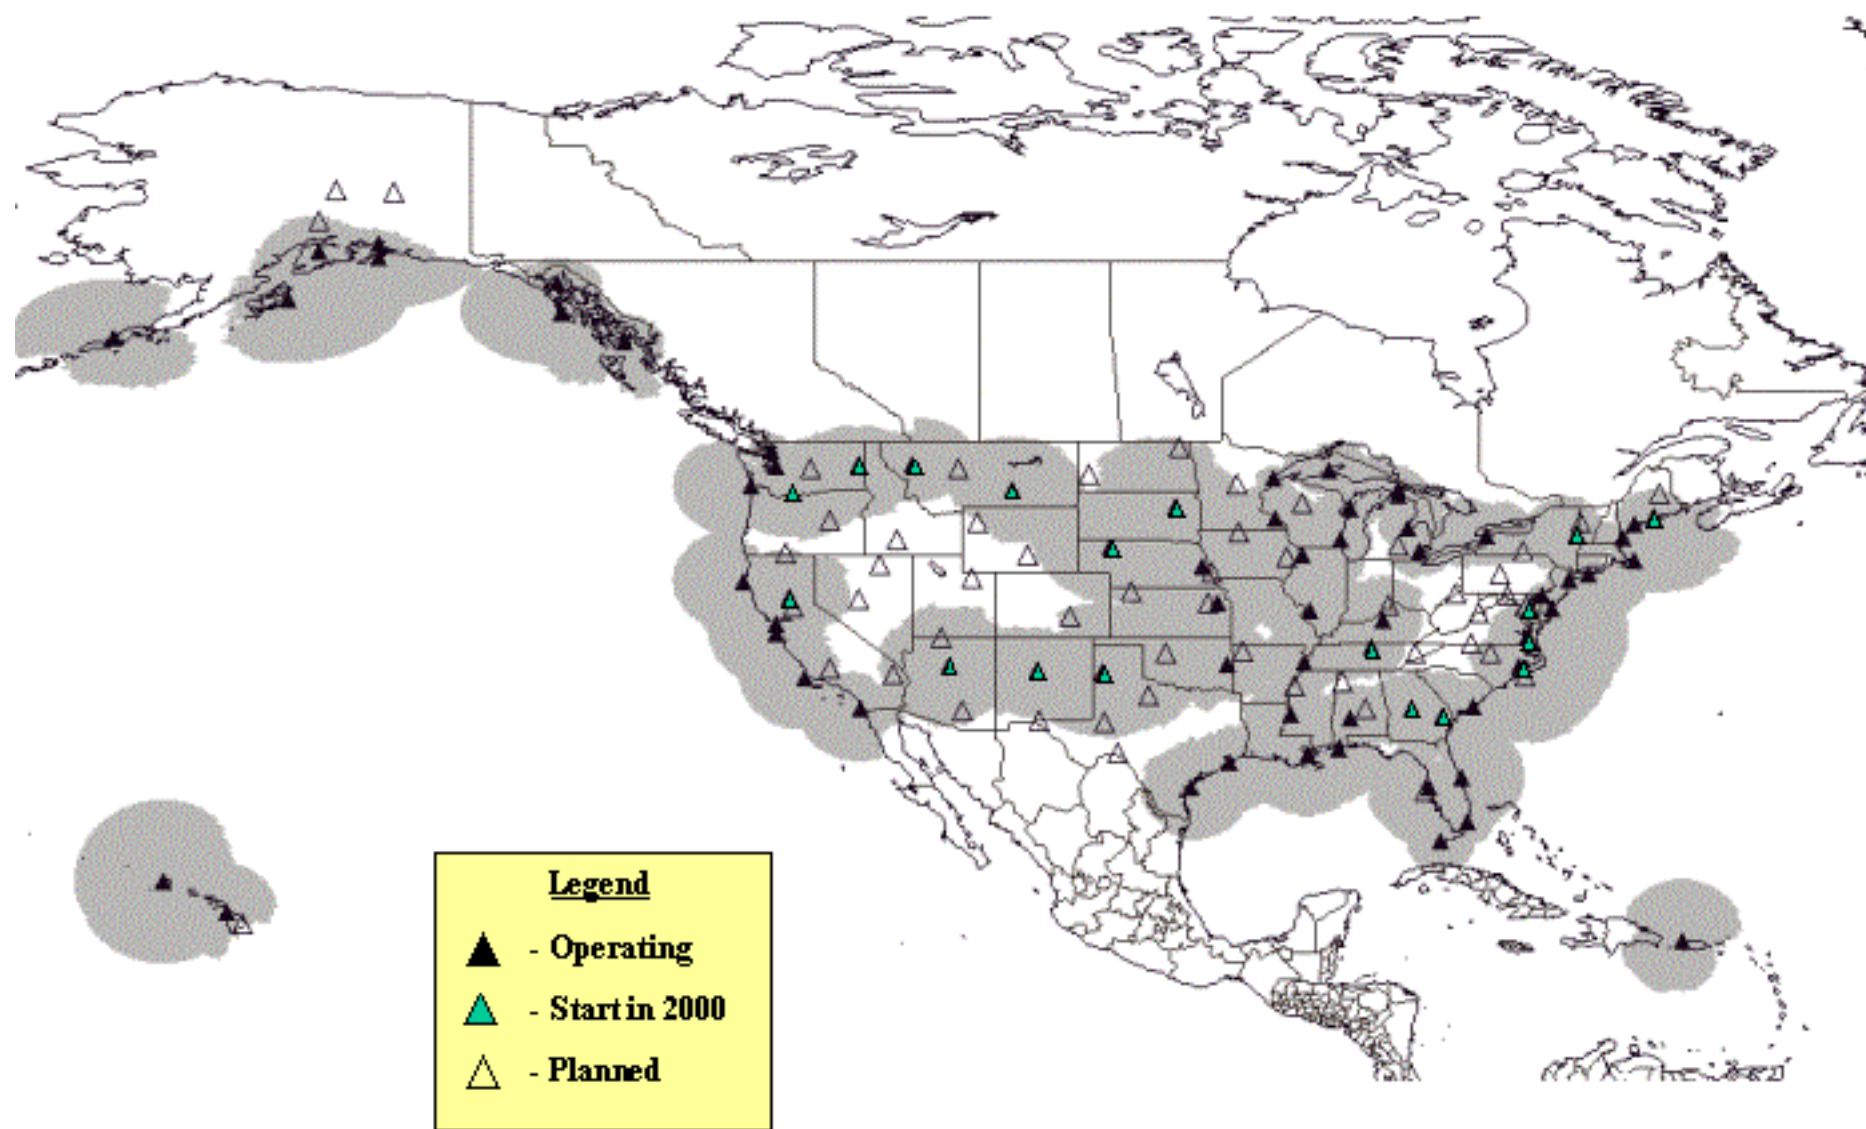 Legend
- Operating
- Start in 2000
- Planned